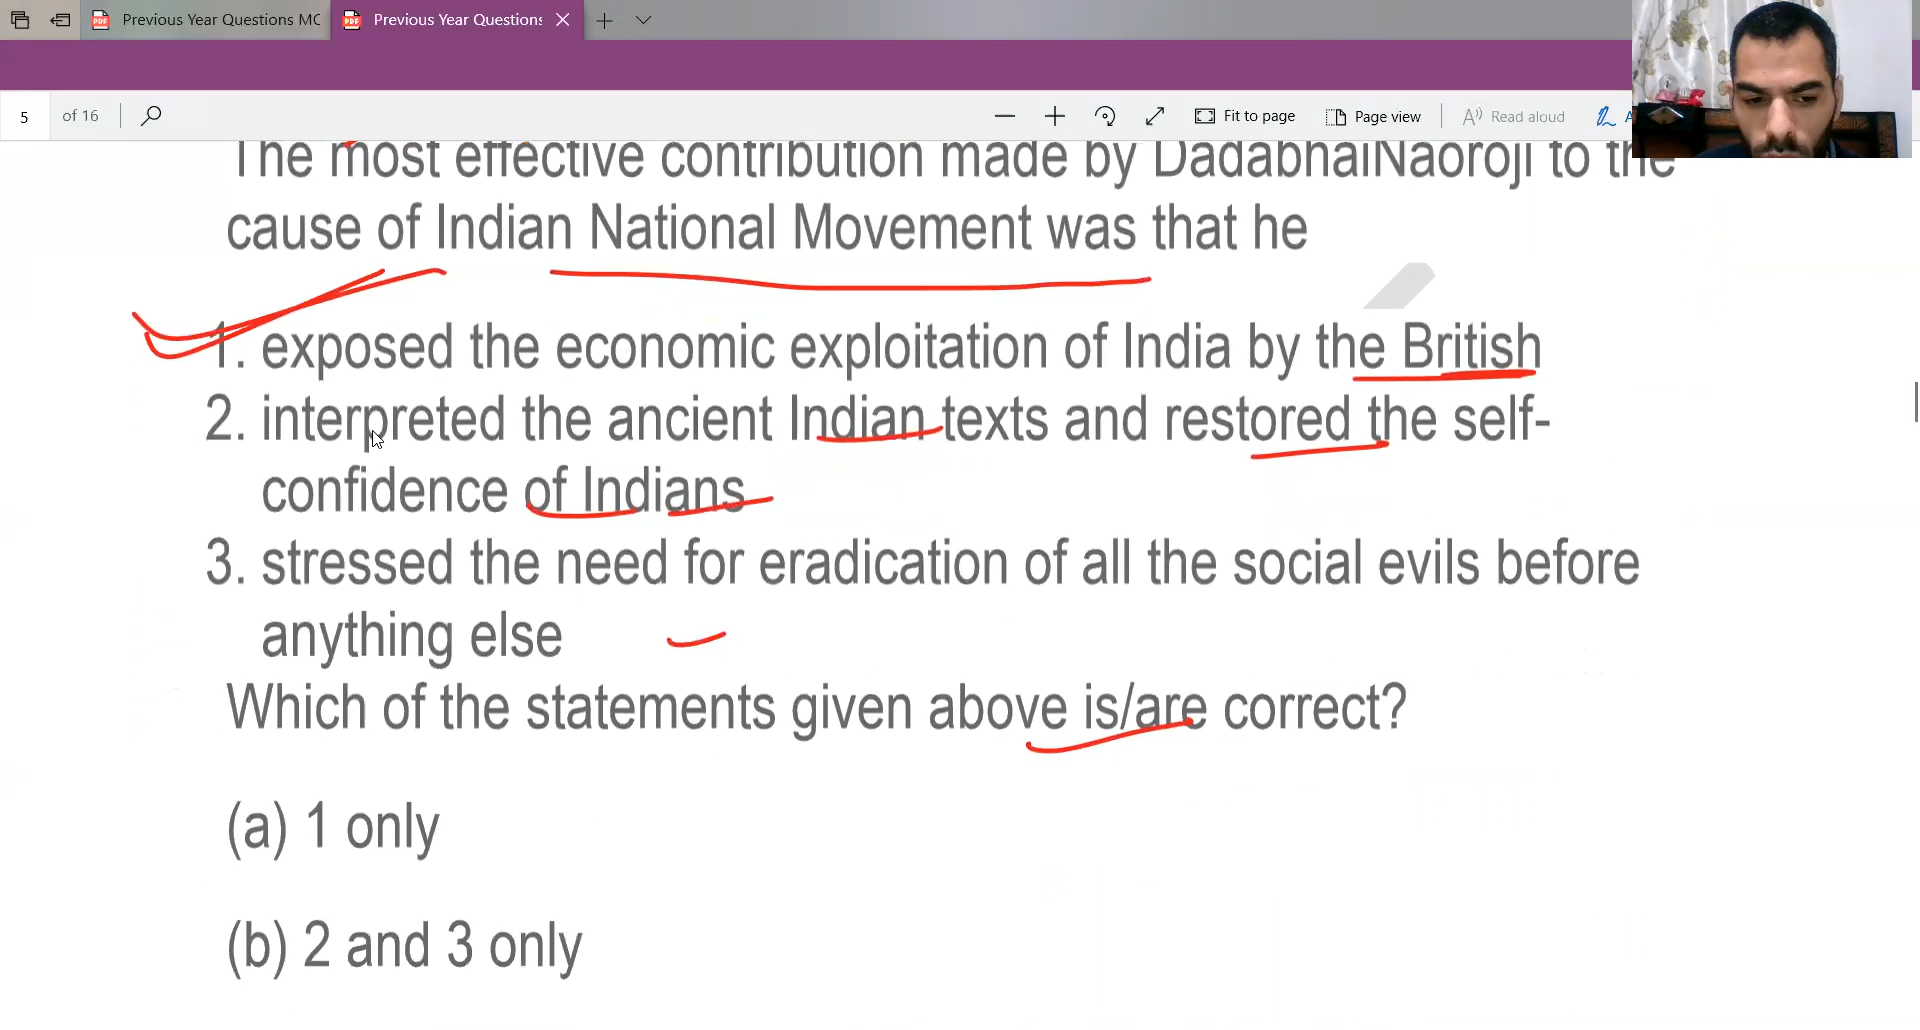 Previous Year Questions MC
Previous Year Questions
5 of 16
Fit to page
Page view
Read aloud
The most effective contribution made by DadabhaiNaoroji to the
cause of Indian National Movement was that he
1. exposed the economic exploitation of India by the British
2. interpreted the ancient Indian texts and restored the self-
confidence of Indians
3. stressed the need for eradication of all the social evils before
anything else
Which of the statements given above is/are correct?
(a) 1 only
(b) 2 and 3 only